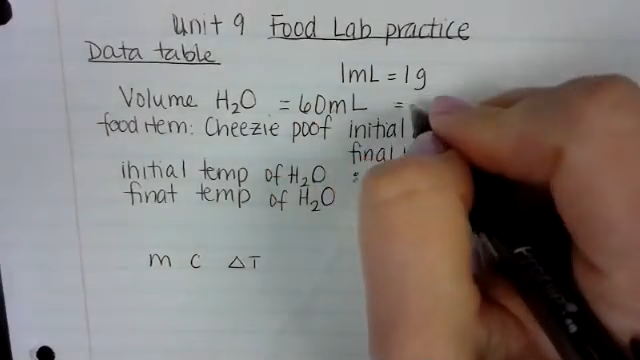 Unit 9 Food Lab practice
Data table
1mL = 1g
Volume H₂O = 60mL =
food Item: Cheezie poof initial
final
initial temp of H₂O :
final temp of H₂O
m c ΔT